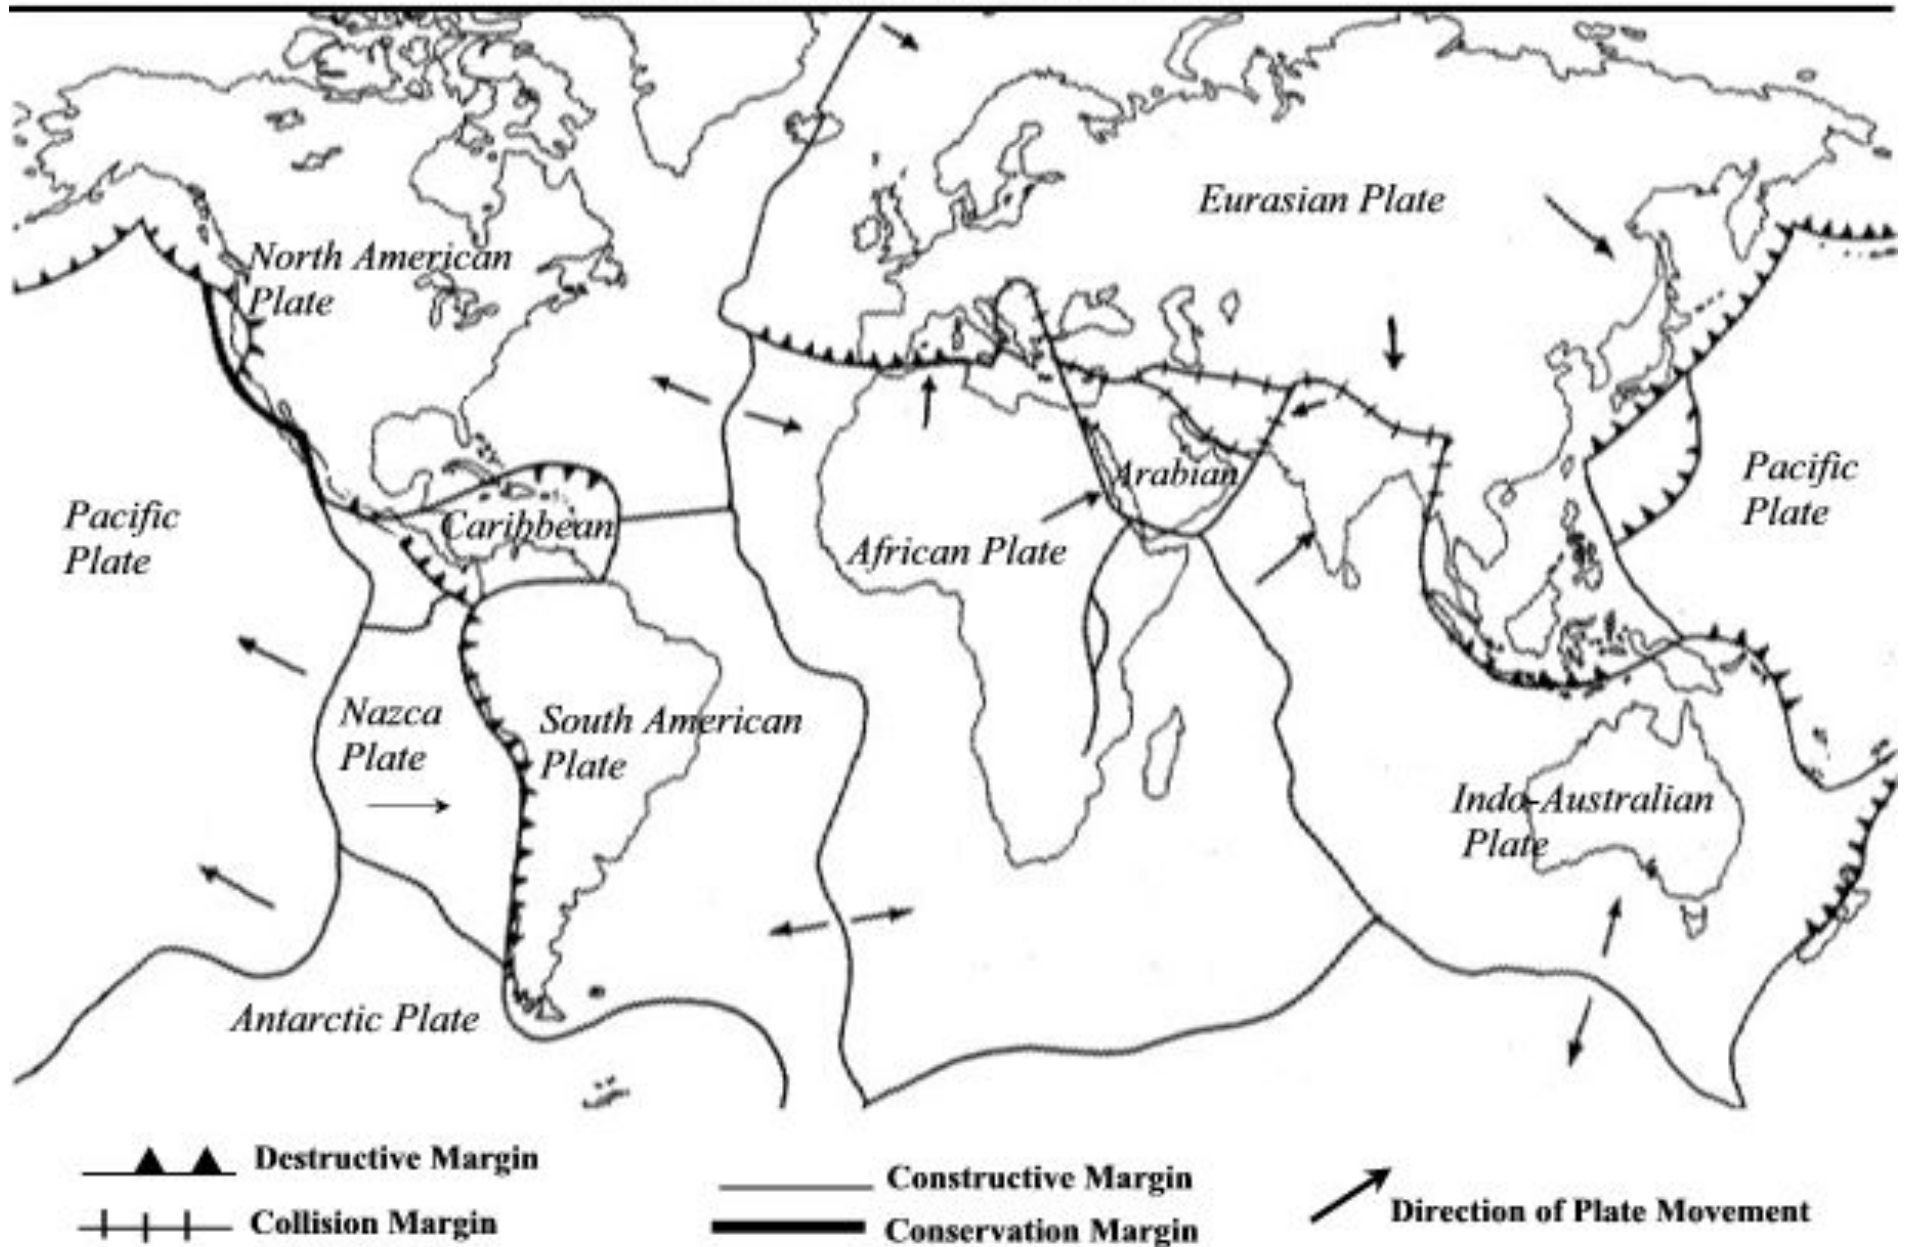 Eurasian Plate
North American
Plate
Pacific
Plate
Arabian
Pacific
Plate
Caribbean
African Plate
Nazca
Plate
South American
Plate
Indo-Australian
Plate
Antarctic Plate
Destructive Margin
Constructive Margin
Collision Margin
Conservation Margin
Direction of Plate Movement